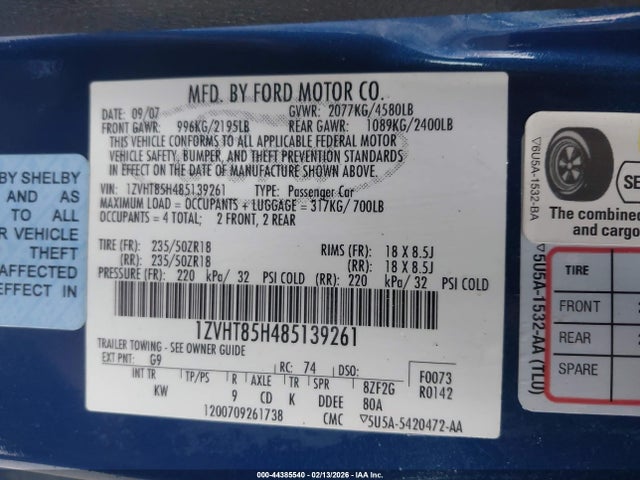 MFD. BY FORD MOTOR CO.
DATE: 09/07 GVWR: 2077KG/4580LB
FRONT GAWR: 996KG/2195LB REAR GAWR: 1089KG/2400LB
THIS VEHICLE CONFORMS TO ALL APPLICABLE FEDERAL MOTOR
VEHICLE SAFETY, BUMPER, AND THEFT PREVENTION STANDARDS
IN EFFECT ON THE DATE OF MANUFACTURE SHOWN ABOVE.
VIN: 1ZVHT85H485139261 TYPE: Passenger Car
MAXIMUM LOAD = OCCUPANTS + LUGGAGE = 317KG/700LB
OCCUPANTS = 4 TOTAL; 2 FRONT, 2 REAR
TIRE (FR): 235/50ZR18 RIMS (FR): 18 X 8.5J
(RR): 235/50ZR18 (RR): 18 X 8.5J
PRESSURE (FR): 220 kPa/ 32 PSI COLD (RR): 220 kPa/ 32 PSI COLD
1ZVHT85H485139261
TRAILER TOWING - SEE OWNER GUIDE
EXT PNT: G9 RC: 74 DSO: F0073
INT TR TP/PS R AXLE TR SPR R0142
KW 9 CD K DDEE 8ZF2G
80A
1200709261738 CMC ▽5U5A-5420472-AA
BY SHELBY
AND AS
TO ALL
R VEHICLE
THEFT
AFFECTED
EFFECT IN
▽6U5A-1532-BA
The combined
and cargo
▽5U5A-1532-AA (TLU)
TIRE
FRONT 2
REAR 2
SPARE
000-44385540 - 02/13/2026 - IAAI.COM